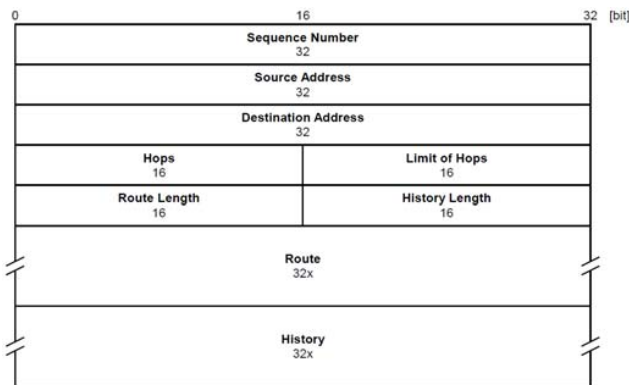 0 16 32 [bit]
Sequence Number
32
Source Address
32
Destination Address
32
Hops Limit of Hops
16 16
Route Length History Length
16 16
Route
32x
History
32x